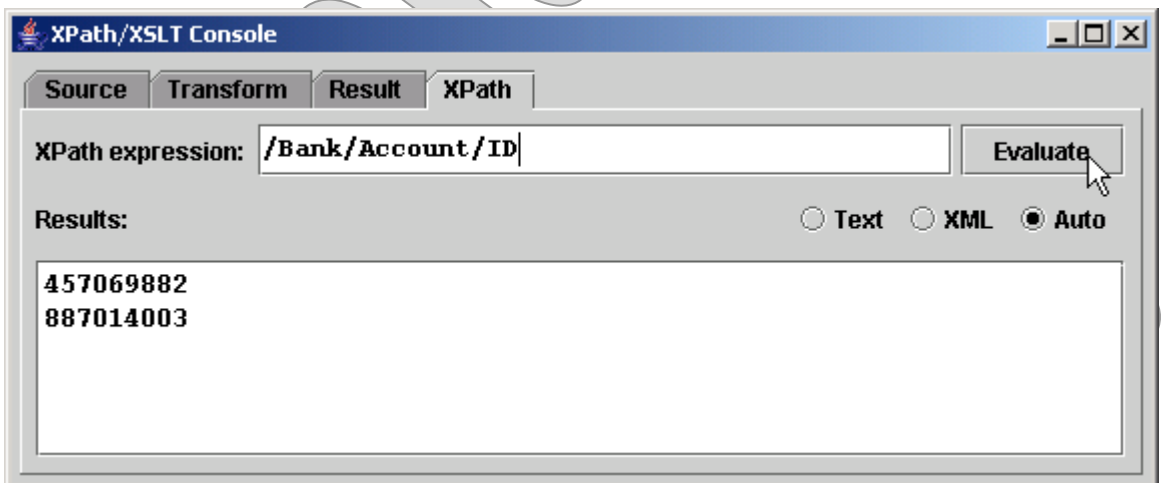 XPath/XSLT Console
Source Transform Result XPath
XPath expression: /Bank/Account/ID Evaluate
Results: Text XML Auto
457069882
887014003